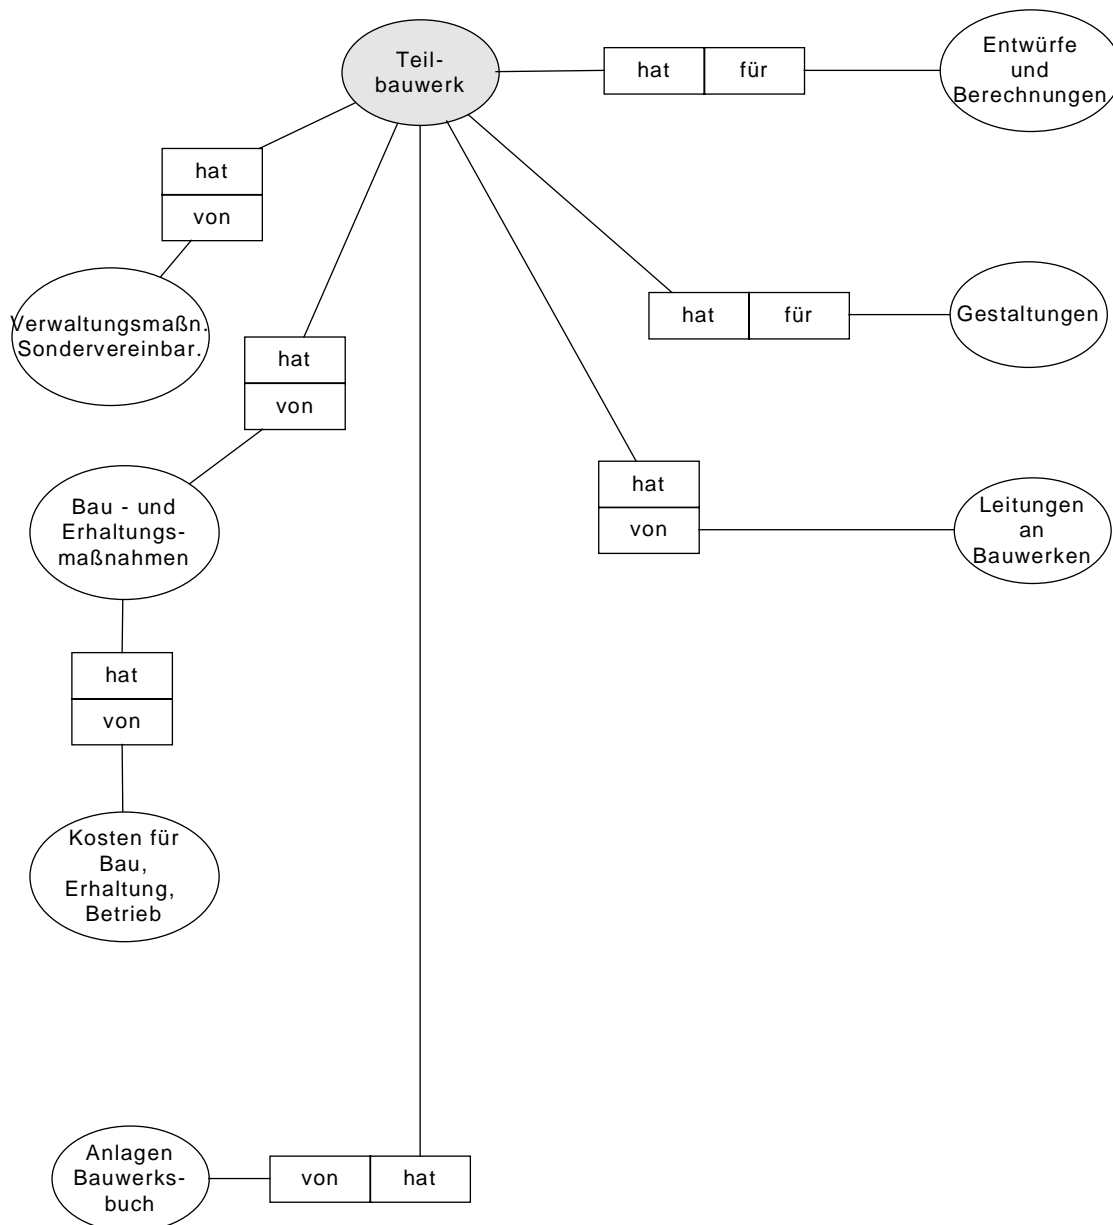 Teil-
bauwerk
hat für
Entwürfe
und
Berechnungen
hat
von
Verwaltungsmaßn.
Sondervereinbar.
hat für
Gestaltungen
hat
von
Bau - und
Erhaltungs-
maßnahmen
hat
von
Leitungen
an
Bauwerken
hat
von
Kosten für
Bau,
Erhaltung,
Betrieb
Anlagen
Bauwerks-
buch
von hat